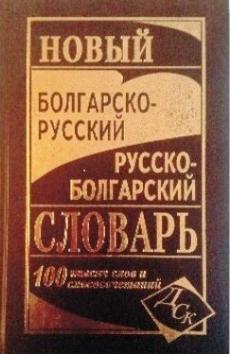 НОВЫЙ
БОЛГАРСКО-
РУССКИЙ
РУССКО-
БОЛГАРСКИЙ
СЛОВАРЬ
100 тысяч слов и
словосочетаний
ДСК